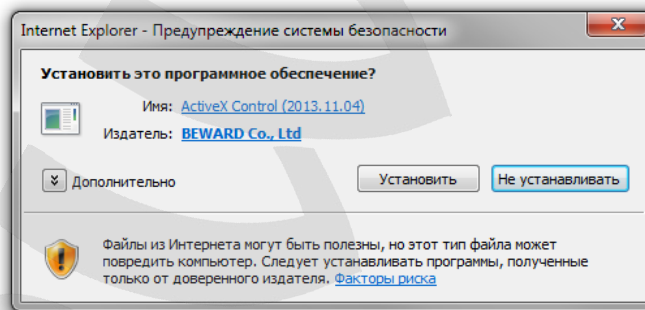 Internet Explorer - Предупреждение системы безопасности
Установить это программное обеспечение?
Имя: ActiveX Control (2013.11.04)
Издатель: BEWARD Co., Ltd
Дополнительно
Установить
Не устанавливать
Файлы из Интернета могут быть полезны, но этот тип файла может
повредить компьютер. Следует устанавливать программы, полученные
только от доверенного издателя. Факторы риска